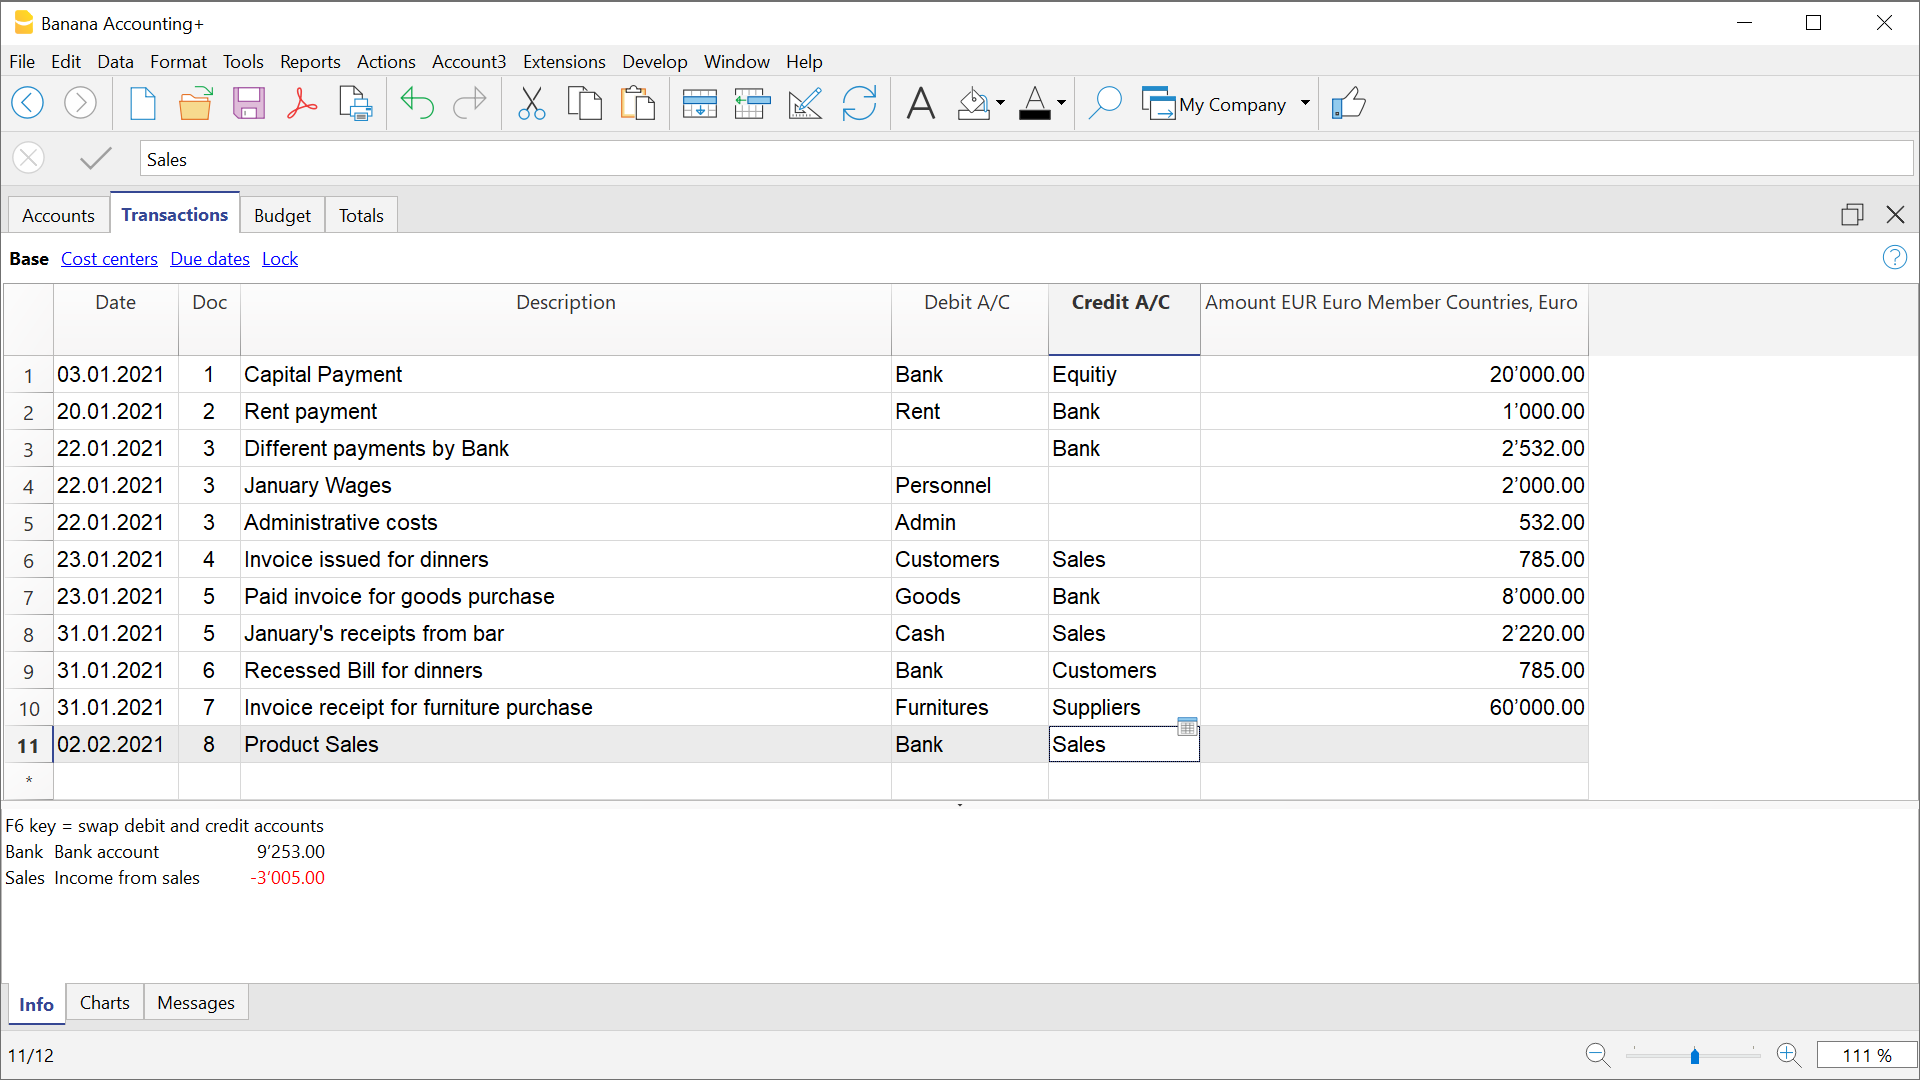 Banana Accounting+
File Edit Data Format Tools Reports Actions Account3 Extensions Develop Window Help
My Company
Sales
Accounts Transactions Budget Totals
Base Cost centers Due dates Lock
Date Doc Description Debit A/C Credit A/C Amount EUR Euro Member Countries, Euro
1 03.01.2021 1 Capital Payment Bank Equitiy 20’000.00
2 20.01.2021 2 Rent payment Rent Bank 1’000.00
3 22.01.2021 3 Different payments by Bank Bank 2’532.00
4 22.01.2021 3 January Wages Personnel 2’000.00
5 22.01.2021 3 Administrative costs Admin 532.00
6 23.01.2021 4 Invoice issued for dinners Customers Sales 785.00
7 23.01.2021 5 Paid invoice for goods purchase Goods Bank 8’000.00
8 31.01.2021 5 January's receipts from bar Cash Sales 2’220.00
9 31.01.2021 6 Recessed Bill for dinners Bank Customers 785.00
10 31.01.2021 7 Invoice receipt for furniture purchase Furnitures Suppliers 60’000.00
11 02.02.2021 8 Product Sales Bank Sales
*
F6 key = swap debit and credit accounts
Bank Bank account 9’253.00
Sales Income from sales -3’005.00
Info Charts Messages
11/12 111 %